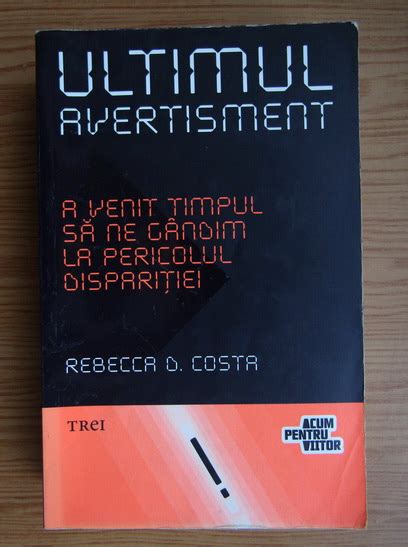 ULTIMUL
AVERTISMENT
A VENIT TIMPUL
SĂ NE GÂNDIM
LA PERICOLUL
DISPARIȚIEI
REBECCA D. COSTA
TREI
ACUM
PENTRU
VIITOR
!